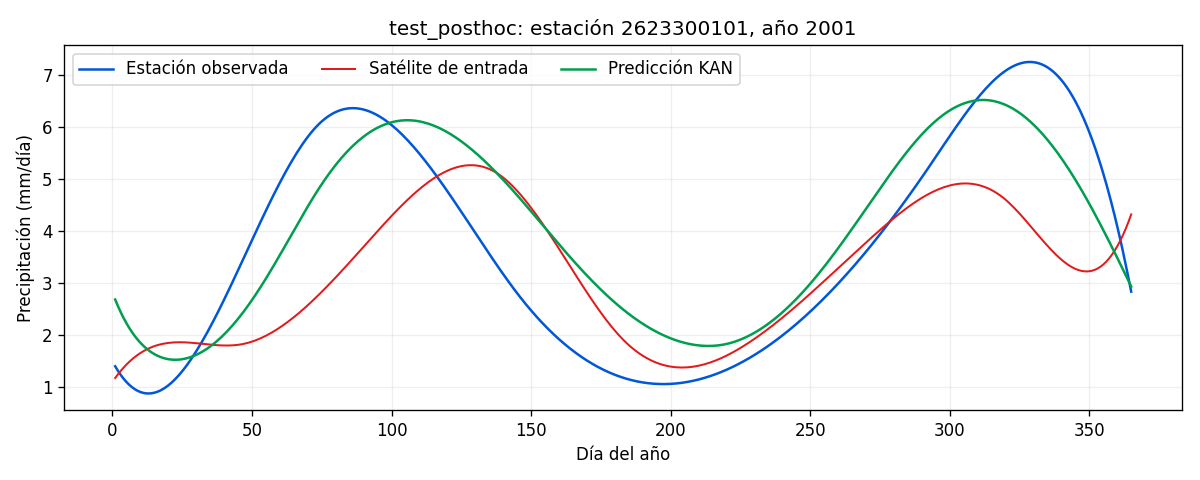 test_posthoc: estación 2623300101, año 2001
Estación observada
Satélite de entrada
Predicción KAN
Precipitación (mm/día)
7
6
5
4
3
2
1
0
50
100
150
200
250
300
350
Día del año